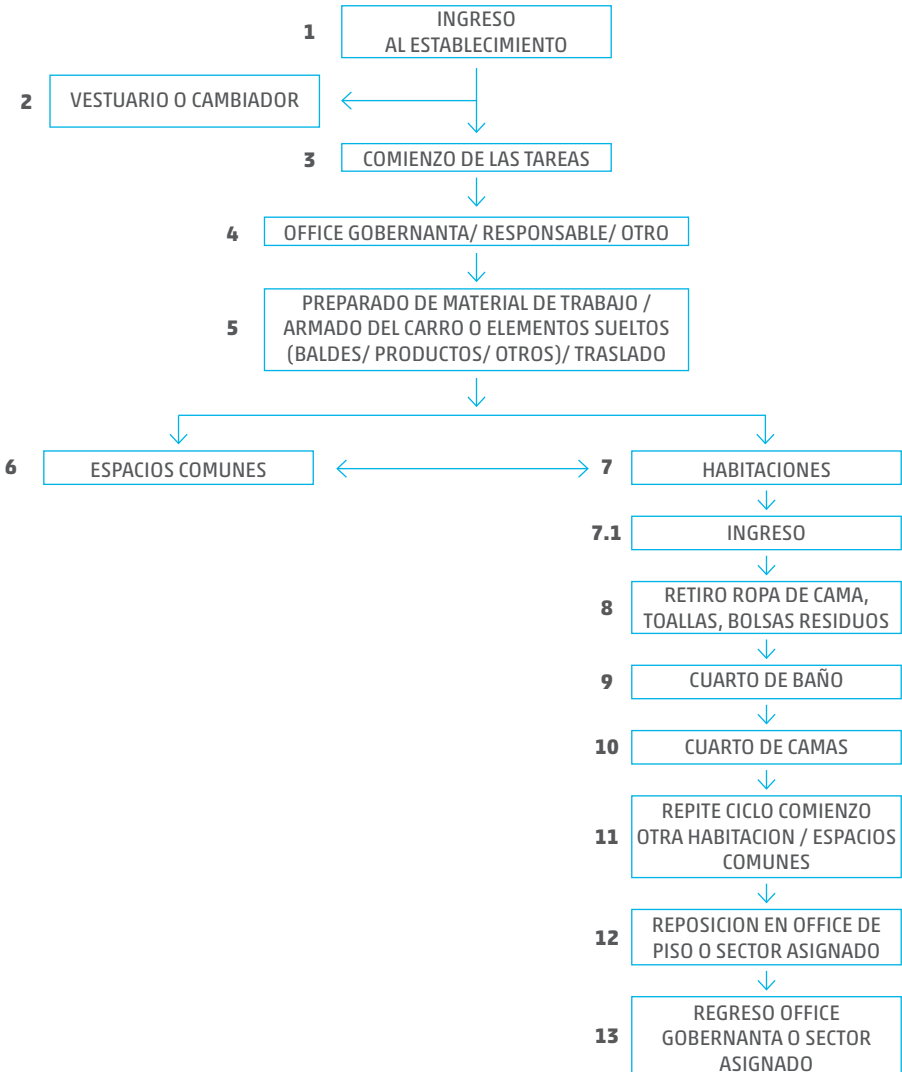 1 INGRESO
AL ESTABLECIMIENTO
2 VESTUARIO O CAMBIADOR
3 COMIENZO DE LAS TAREAS
4 OFFICE GOBERNANTA/ RESPONSABLE/ OTRO
5 PREPARADO DE MATERIAL DE TRABAJO /
ARMADO DEL CARRO O ELEMENTOS SUELTOS
(BALDES/ PRODUCTOS/ OTROS)/ TRASLADO
6 ESPACIOS COMUNES
7 HABITACIONES
7.1 INGRESO
8 RETIRO ROPA DE CAMA,
TOALLAS, BOLSAS RESIDUOS
9 CUARTO DE BAÑO
10 CUARTO DE CAMAS
11 REPITE CICLO COMIENZO
OTRA HABITACION / ESPACIOS
COMUNES
12 REPOSICION EN OFFICE DE
PISO O SECTOR ASIGNADO
13 REGRESO OFFICE
GOBERNANTA O SECTOR
ASIGNADO